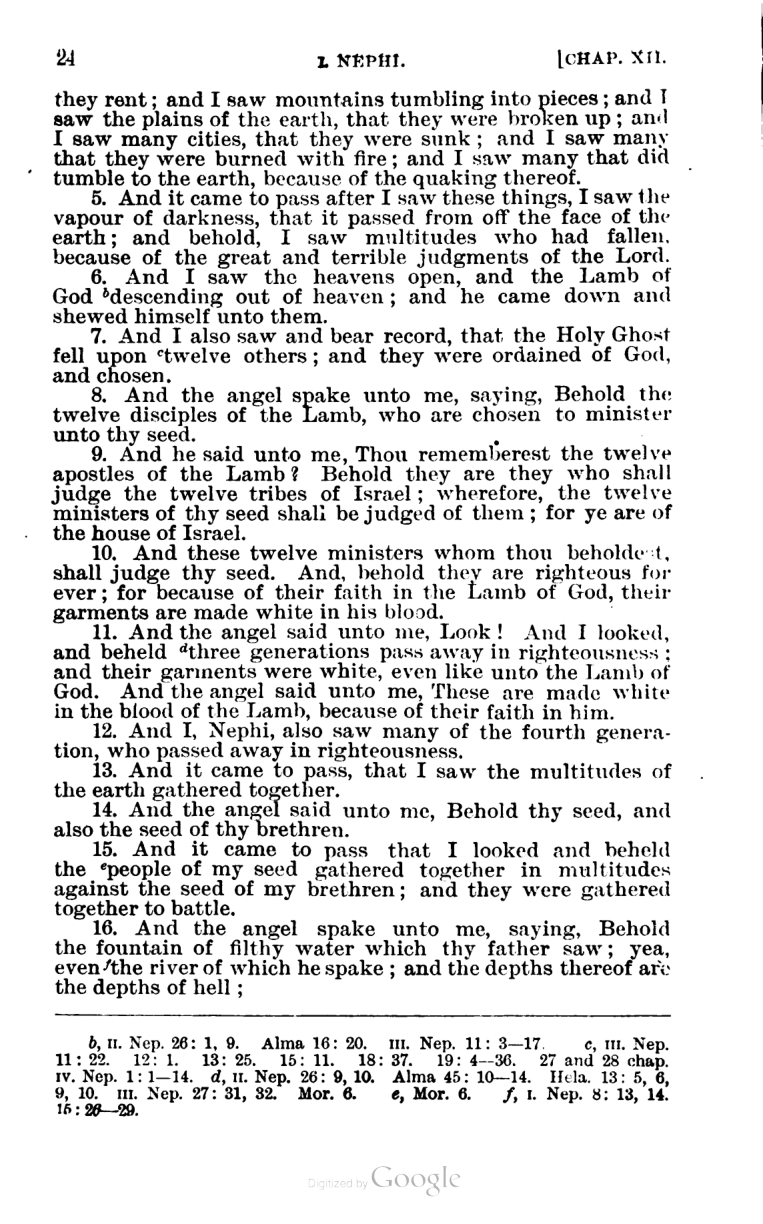 24 I. NEPHI. [CHAP. XII.
they rent; and I saw mountains tumbling into pieces; and I
saw the plains of the earth, that they were broken up; and
I saw many cities, that they were sunk; and I saw many
that they were burned with fire; and I saw many that did
tumble to the earth, because of the quaking thereof.
5. And it came to pass after I saw these things, I saw the
vapour of darkness, that it passed from off the face of the
earth; and behold, I saw multitudes who had fallen,
because of the great and terrible judgments of the Lord.
6. And I saw the heavens open, and the Lamb of
God bdescending out of heaven; and he came down and
shewed himself unto them.
7. And I also saw and bear record, that the Holy Ghost
fell upon ctwelve others; and they were ordained of God,
and chosen.
8. And the angel spake unto me, saying, Behold the
twelve disciples of the Lamb, who are chosen to minister
unto thy seed.
9. And he said unto me, Thou rememberest the twelve
apostles of the Lamb? Behold they are they who shall
judge the twelve tribes of Israel; wherefore, the twelve
ministers of thy seed shall be judged of them; for ye are of
the house of Israel.
10. And these twelve ministers whom thou beholdest,
shall judge thy seed. And, behold they are righteous for
ever; for because of their faith in the Lamb of God, their
garments are made white in his blood.
11. And the angel said unto me, Look! And I looked,
and beheld dthree generations pass away in righteousness;
and their garments were white, even like unto the Lamb of
God. And the angel said unto me, These are made white
in the blood of the Lamb, because of their faith in him.
12. And I, Nephi, also saw many of the fourth genera-
tion, who passed away in righteousness.
13. And it came to pass, that I saw the multitudes of
the earth gathered together.
14. And the angel said unto me, Behold thy seed, and
also the seed of thy brethren.
15. And it came to pass that I looked and beheld
the epeople of my seed gathered together in multitudes
against the seed of my brethren; and they were gathered
together to battle.
16. And the angel spake unto me, saying, Behold
the fountain of filthy water which thy father saw; yea,
even fthe river of which he spake; and the depths thereof are
the depths of hell;
b, II. Nep. 26: 1, 9. Alma 16: 20. III. Nep. 11: 3—17. c, III. Nep.
11: 22. 12: 1. 13: 25. 15: 11. 18: 37. 19: 4—36. 27 and 28 chap.
IV. Nep. 1: 1—14. d, II. Nep. 26: 9, 10. Alma 45: 10—14. Hela. 13: 5, 6,
9, 10. III. Nep. 27: 31, 32. Mor. 6. e, Mor. 6. f, I. Nep. 8: 13, 14.
15: 26—29.
Digitized by Google